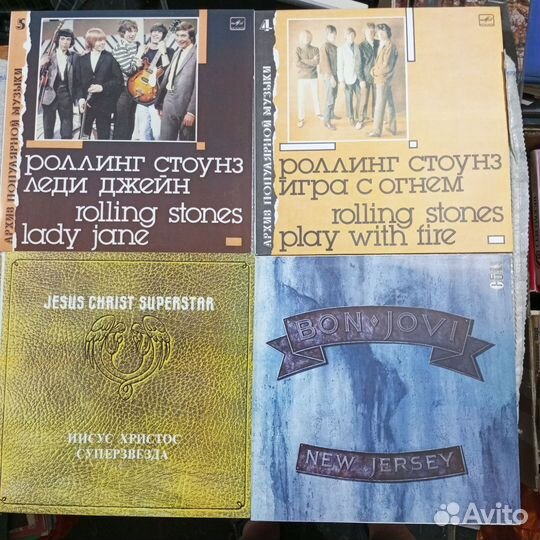 5
АРХИВ ПОПУЛЯРНОЙ МУЗЫКИ
РОЛЛИНГ СТОУНЗ
ЛЕДИ ДЖЕЙН
rolling stones
lady jane
4
АРХИВ ПОПУЛЯРНОЙ МУЗЫКИ
РОЛЛИНГ СТОУНЗ
ИГРА С ОГНЕМ
rolling stones
play with fire
JESUS CHRIST SUPERSTAR
ИИСУС ХРИСТОС
СУПЕРЗВЕЗДА
BON JOVI
NEW JERSEY
Avito